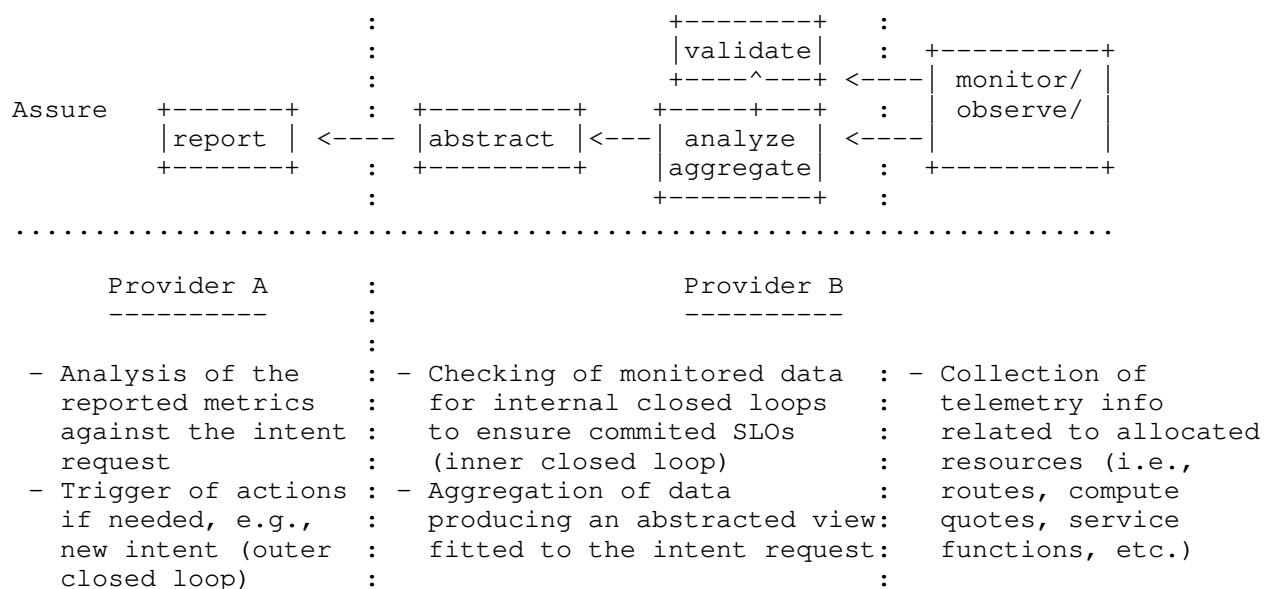 :                   +--------+    :
                       :                   |validate|    :  +----------+
                       :                   +----^---+ <----| monitor/ |
Assure    +-------+    :  +---------+    +-----+---+    :  | observe/ |
          |report | <---- |abstract |<---| analyze | <----|          |
          +-------+    :  +---------+    |aggregate|    :  +----------+
                       :                 +---------+    :
......................................................................

      Provider A       :                   Provider B
      ----------       :                   ----------
                       :
 - Analysis of the     : - Checking of monitored data   : - Collection of
   reported metrics    :   for internal closed loops    :   telemetry info
   against the intent  :   to ensure commited SLOs      :   related to allocated
   request             :   (inner closed loop)          :   resources (i.e.,
 - Trigger of actions  : - Aggregation of data          :   routes, compute
   if needed, e.g.,    :   producing an abstracted view:   quotes, service
   new intent (outer   :   fitted to the intent request:   functions, etc.)
   closed loop)        :                                :